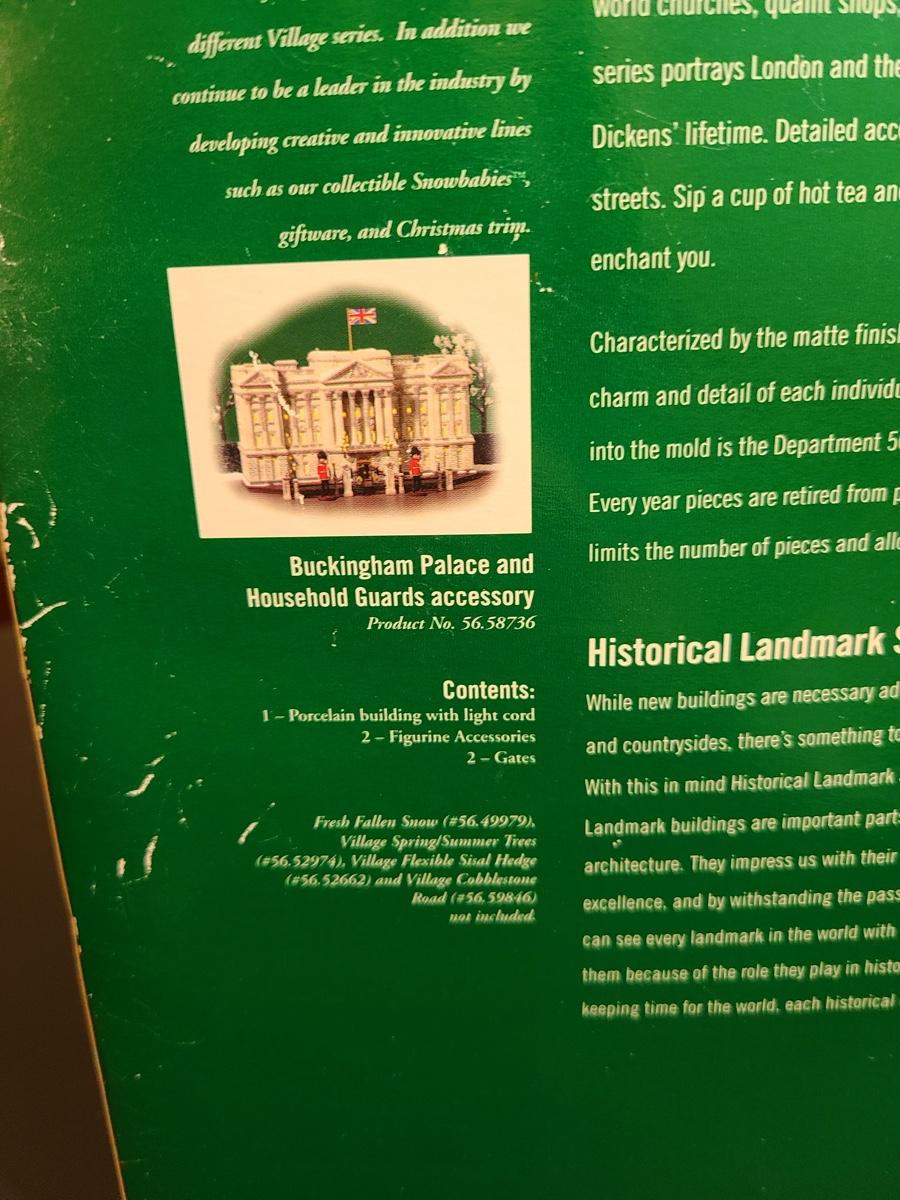 different Village series. In addition we
continue to be a leader in the industry by
developing creative and innovative lines
such as our collectible Snowbabies™,
giftware, and Christmas trim.
Buckingham Palace and
Household Guards accessory
Product No. 56.58736
Contents:
1 – Porcelain building with light cord
2 – Figurine Accessories
2 – Gates
Fresh Fallen Snow (#56.49979),
Village Spring/Summer Trees
(#56.52974), Village Flexible Sisal Hedge
(#56.52662) and Village Cobblestone
Road (#56.59846)
not included.
world churches, quaint shops,
series portrays London and the
Dickens' lifetime. Detailed acc
streets. Sip a cup of hot tea an
enchant you.
Characterized by the matte finis
charm and detail of each individu
into the mold is the Department 5
Every year pieces are retired from p
limits the number of pieces and all
Historical Landmark S
While new buildings are necessary ad
and countrysides, there's something to
With this in mind Historical Landmark
Landmark buildings are important part
architecture. They impress us with their
excellence, and by withstanding the pass
can see every landmark in the world with
them because of the role they play in histo
keeping time for the world, each historical